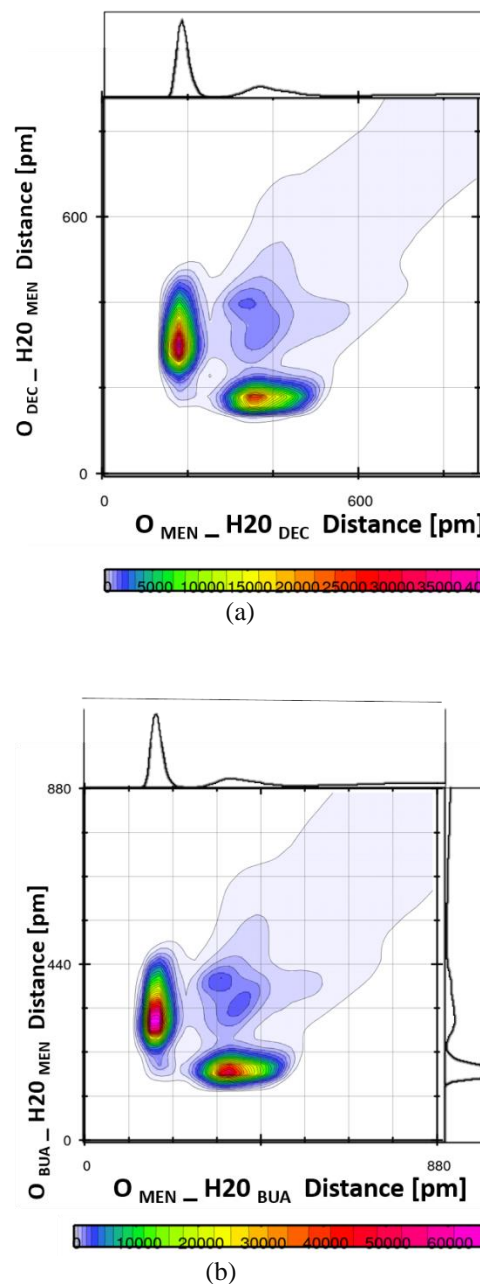 600
O DEC _ H20 MEN Distance [pm]
0
0 600
O MEN _ H20 DEC Distance [pm]
5000 10000 15000 20000 25000 30000 35000 40
(a)
880
440
O BUA _ H20 MEN Distance [pm]
0
0 880
O MEN _ H20 BUA Distance [pm]
10000 20000 30000 40000 50000 60000
(b)